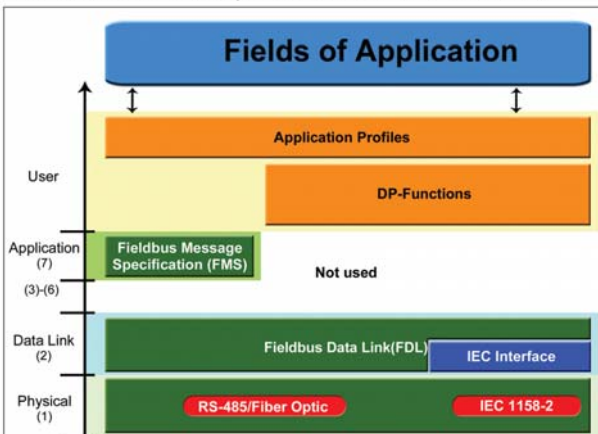 Fields of Application
Application Profiles
User
DP-Functions
Application
(7)
Fieldbus Message
Specification (FMS)
Not used
(3)-(6)
Data Link
(2)
Fieldbus Data Link(FDL)
IEC Interface
Physical
(1)
RS-485/Fiber Optic
IEC 1158-2